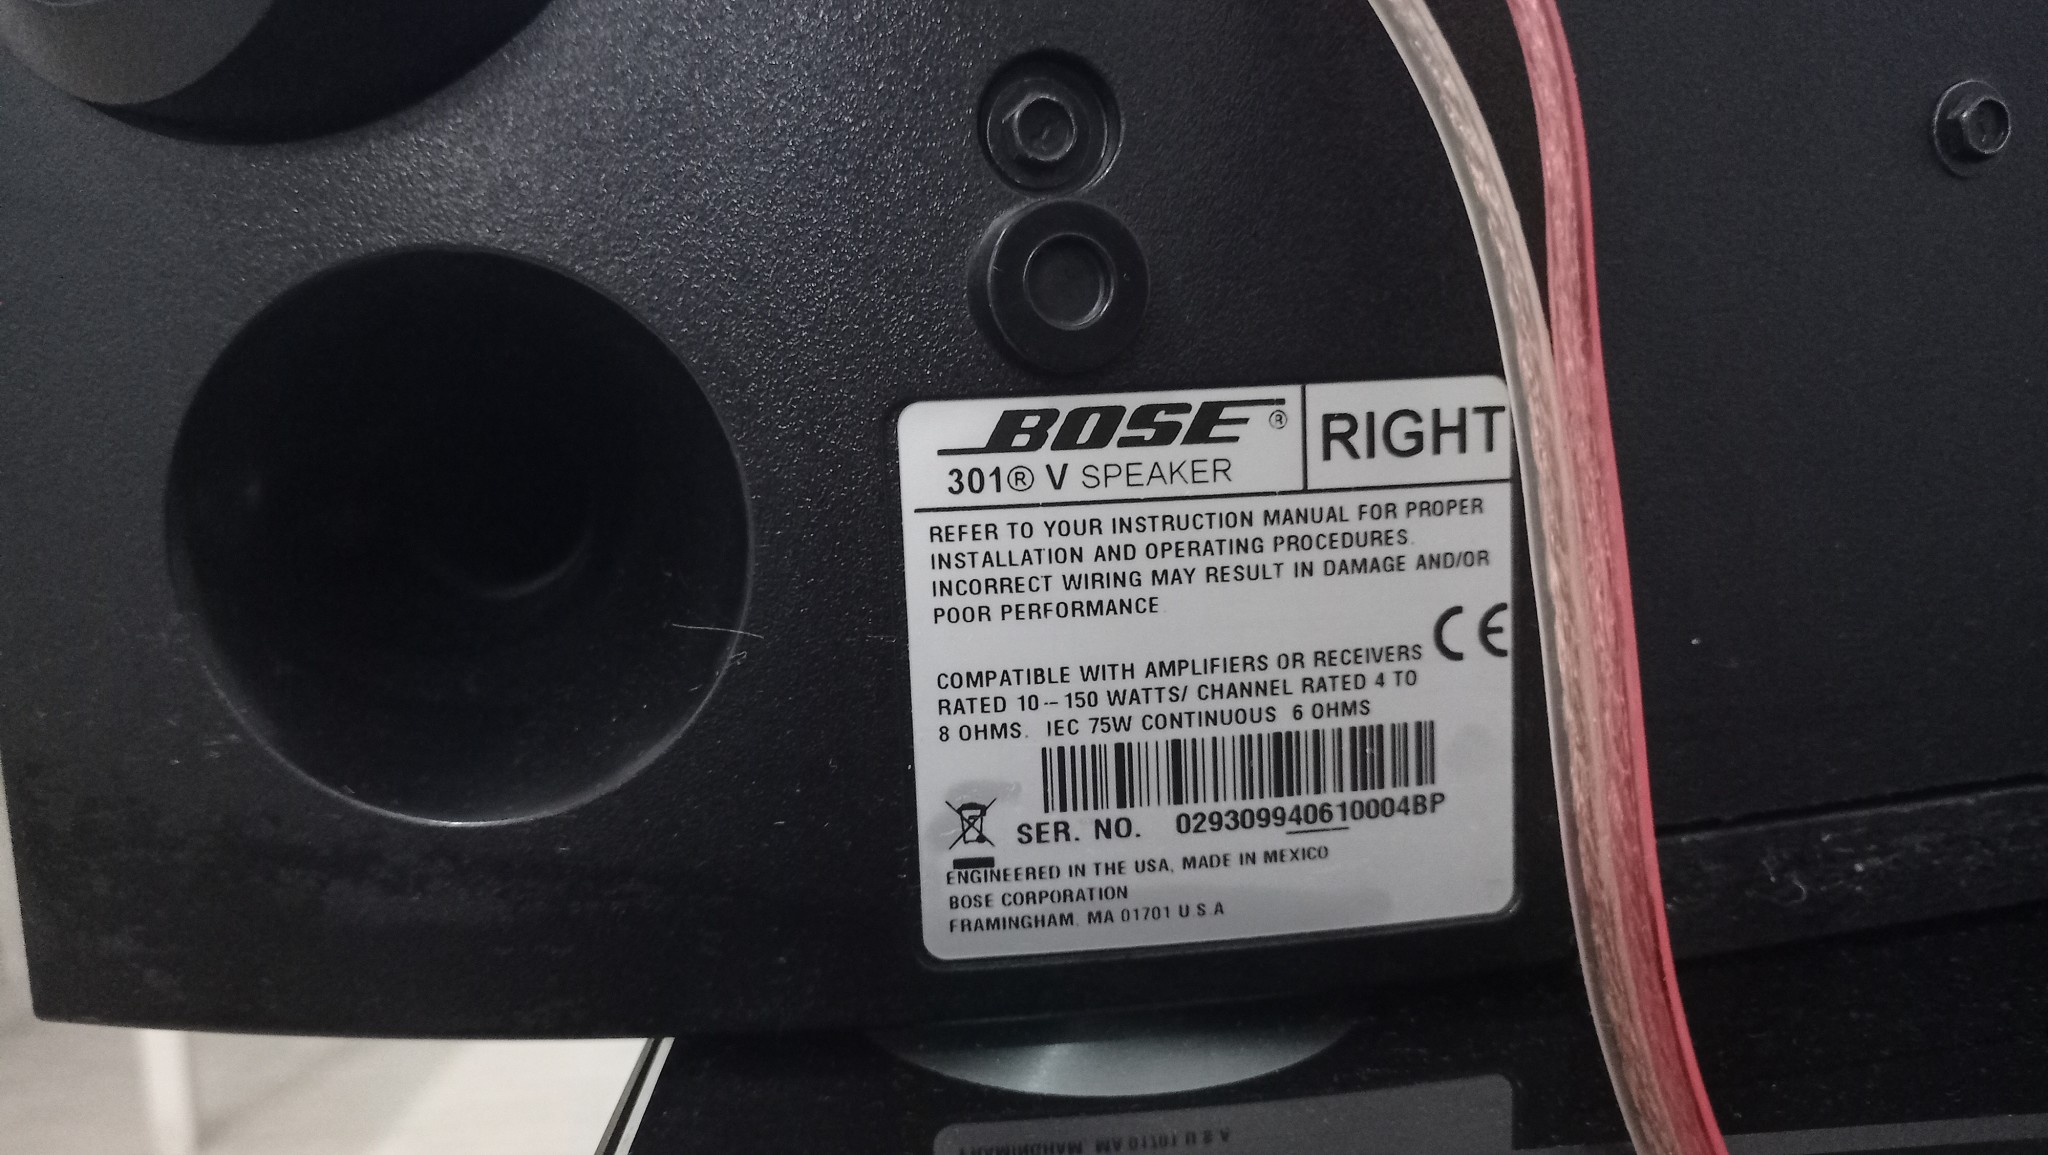 BOSE® RIGHT
301® V SPEAKER
REFER TO YOUR INSTRUCTION MANUAL FOR PROPER
INSTALLATION AND OPERATING PROCEDURES.
INCORRECT WIRING MAY RESULT IN DAMAGE AND/OR
POOR PERFORMANCE
CE
COMPATIBLE WITH AMPLIFIERS OR RECEIVERS
RATED 10--150 WATTS/ CHANNEL RATED 4 TO
8 OHMS. IEC 75W CONTINUOUS 6 OHMS
SER. NO. 029309940610004BP
ENGINEERED IN THE USA, MADE IN MEXICO
BOSE CORPORATION
FRAMINGHAM, MA 01701 U.S.A